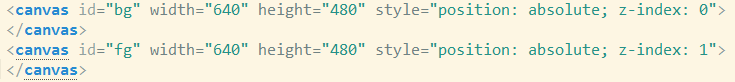 <canvas id="bg" width="640" height="480" style="position: absolute; z-index: 0">
</canvas>
<canvas id="fg" width="640" height="480" style="position: absolute; z-index: 1">
</canvas>